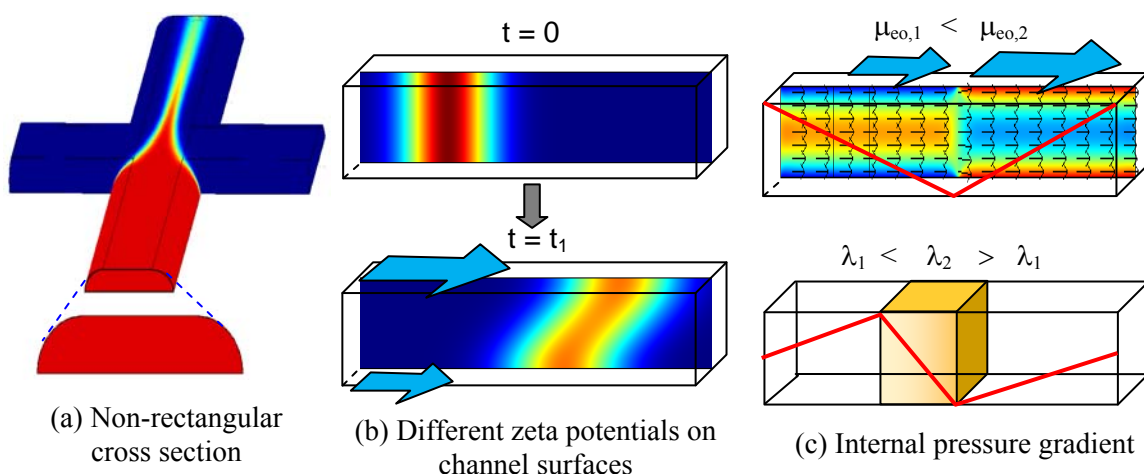 t = 0
t = t₁
μeo,1 < μeo,2
λ₁ < λ₂ > λ₁
(a) Non-rectangular
cross section
(b) Different zeta potentials on
channel surfaces
(c) Internal pressure gradient